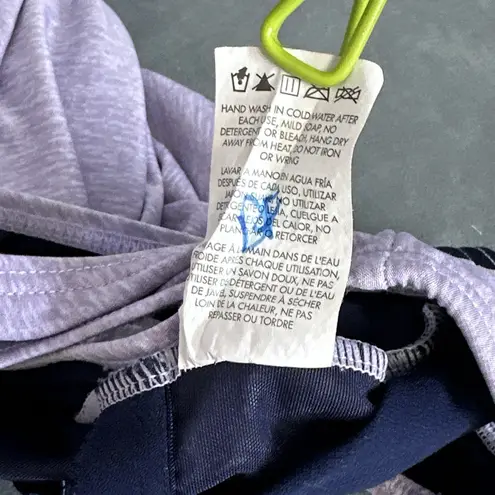 HAND WASH IN COLD WATER AFTER
EACH USE, MILD SOAP, NO
DETERGENT OR BLEACH. HANG DRY
AWAY FROM HEAT, DO NOT IRON
OR WRING
LAVAR A MANO EN AGUA FRÍA
DESPUÉS DE CADA USO, UTILIZAR
JABÓN NO UTILIZAR
DETERGENTE O CUELGUE A
DEL CALOR, NO
PLANCHAR O RETORCER
À LA MAIN DANS DE L'EAU
FROIDE APRÈS CHAQUE UTILISATION,
UTILISER UN SAVON DOUX, NE PAS
UTILISER DE DÉTERGENT OU DE L'EAU
DE JAVEL, SUSPENDRE À SÉCHER
LOIN DE LA CHALEUR, NE PAS
REPASSER OU TORDRE